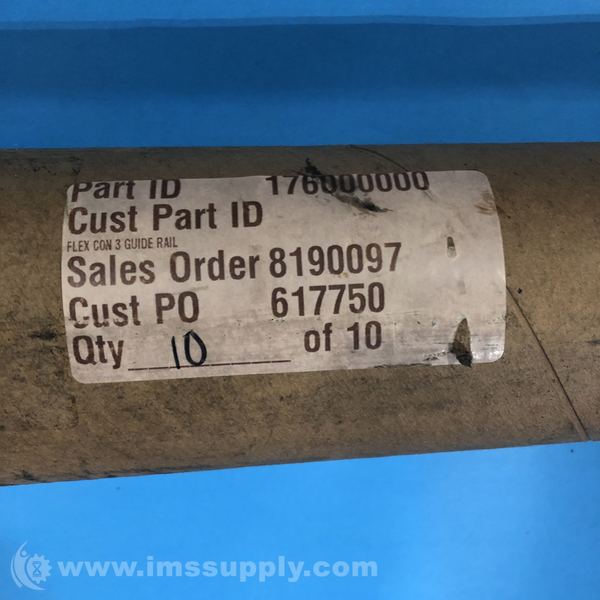 Part ID 176000000
Cust Part ID
FLEX CON 3 GUIDE RAIL
Sales Order 8190097
Cust PO 617750
Qty 10 of 10
www.imssupply.com